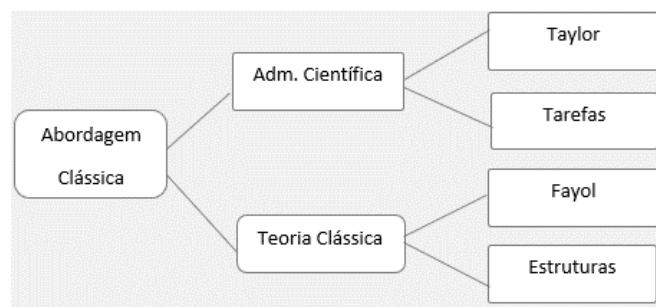 Abordagem
Clássica
Adm. Científica
Taylor
Tarefas
Teoria Clássica
Fayol
Estruturas